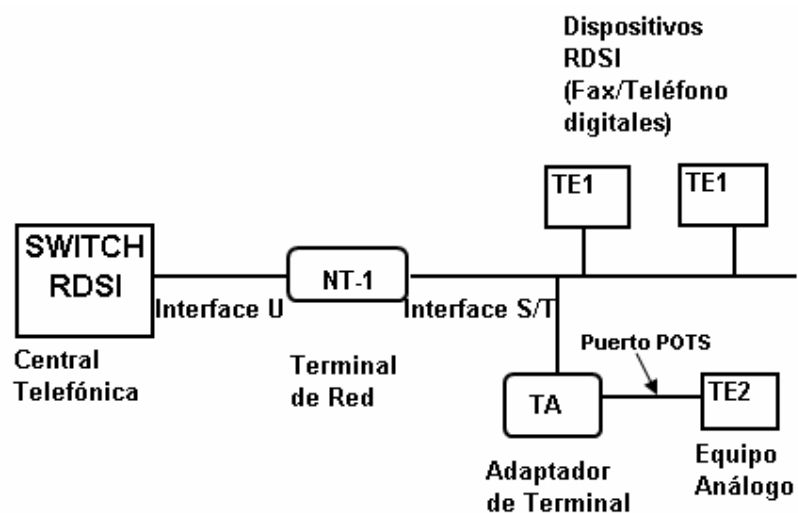 Dispositivos
RDSI
(Fax/Teléfono
digitales)
TE1
TE1
SWITCH
RDSI
NT-1
Interface U
Interface S/T
Central
Telefónica
Terminal
de Red
Puerto POTS
TA
TE2
Adaptador
de Terminal
Equipo
Análogo